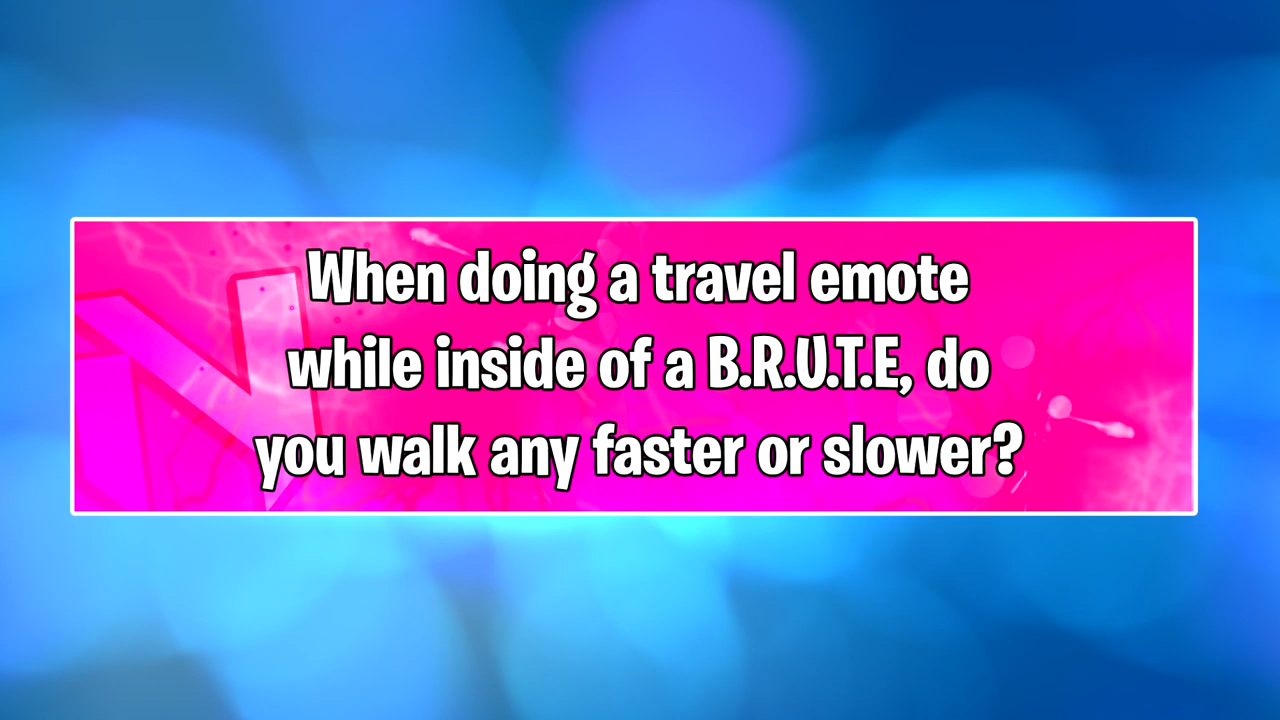 When doing a travel emote
while inside of a B.R.U.T.E, do
you walk any faster or slower?